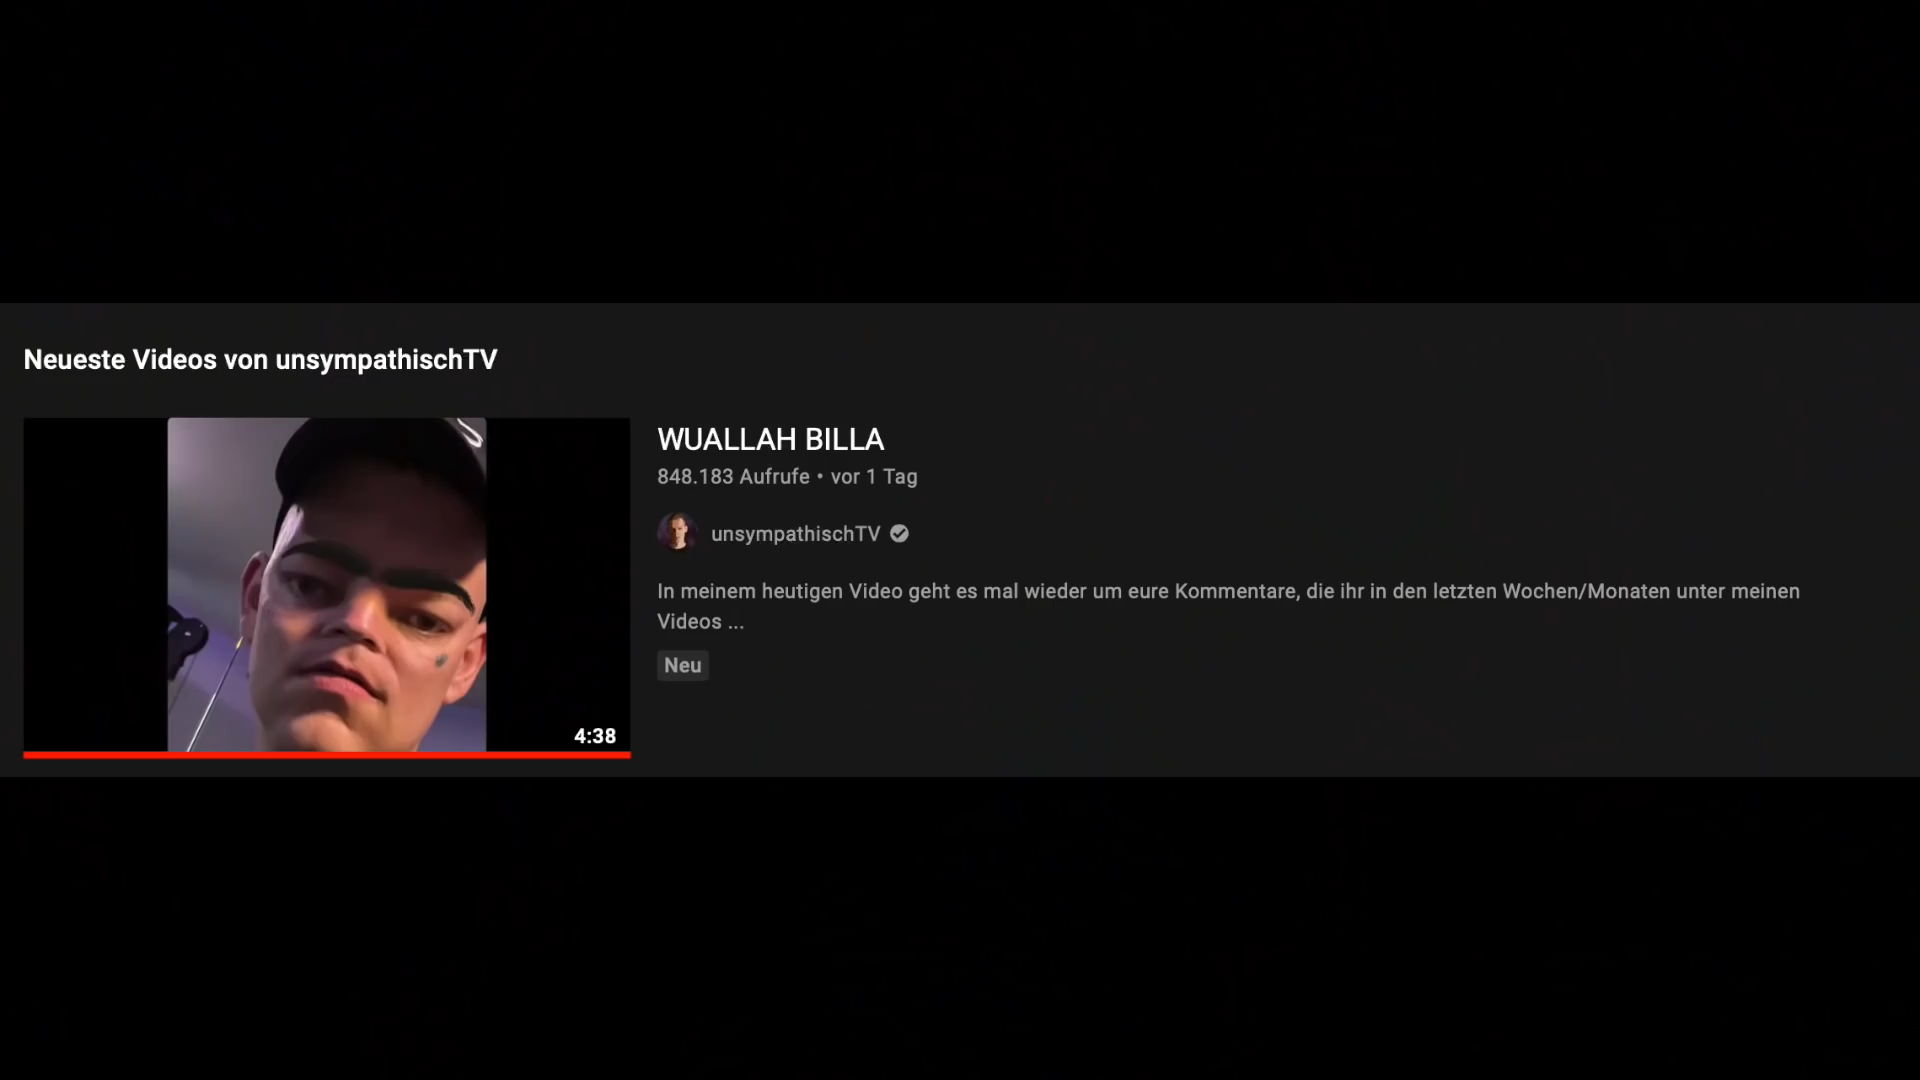 Neueste Videos von unsympathischTV
WUALLAH BILLA
848.183 Aufrufe • vor 1 Tag
unsympathischTV
In meinem heutigen Video geht es mal wieder um eure Kommentare, die ihr in den letzten Wochen/Monaten unter meinen
Videos ...
Neu
4:38